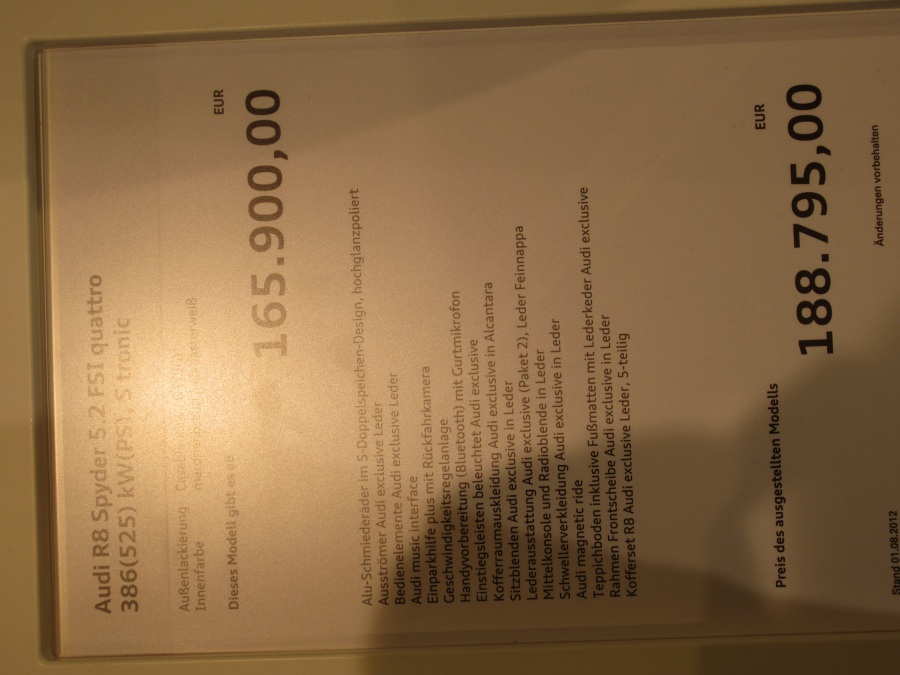 Audi R8 Spyder 5.2 FSI quattro
386(525) kW(PS), S tronic
Außenlackierung
Innenfarbe
Dieses Modell gibt es ab
EUR
165.900,00
Alu-Schmiederäder im 5-Doppelspeichen-Design, hochglanzpoliert
Ausströmer Audi exclusive Leder
Bedienelemente Audi exclusive Leder
Audi music interface
Einparkhilfe plus mit Rückfahrkamera
Geschwindigkeitsregelanlage
Handyvorbereitung (Bluetooth) mit Gurtmikrofon
Einstiegsleisten beleuchtet Audi exclusive
Kofferraumauskleidung Audi exclusive in Alcantara
Sitzblenden Audi exclusive in Leder
Lederausstattung Audi exclusive (Paket 2), Leder Feinnappa
Mittelkonsole und Radioblende in Leder
Schwellerverkleidung Audi exclusive in Leder
Audi magnetic ride
Teppichboden inklusive Fußmatten mit Lederkeder Audi exclusive
Rahmen Frontscheibe Audi exclusive in Leder
Kofferset R8 Audi exclusive Leder, 5-teilig
EUR
Preis des ausgestellten Modells
188.795,00
Änderungen vorbehalten
Stand 01.08.2012